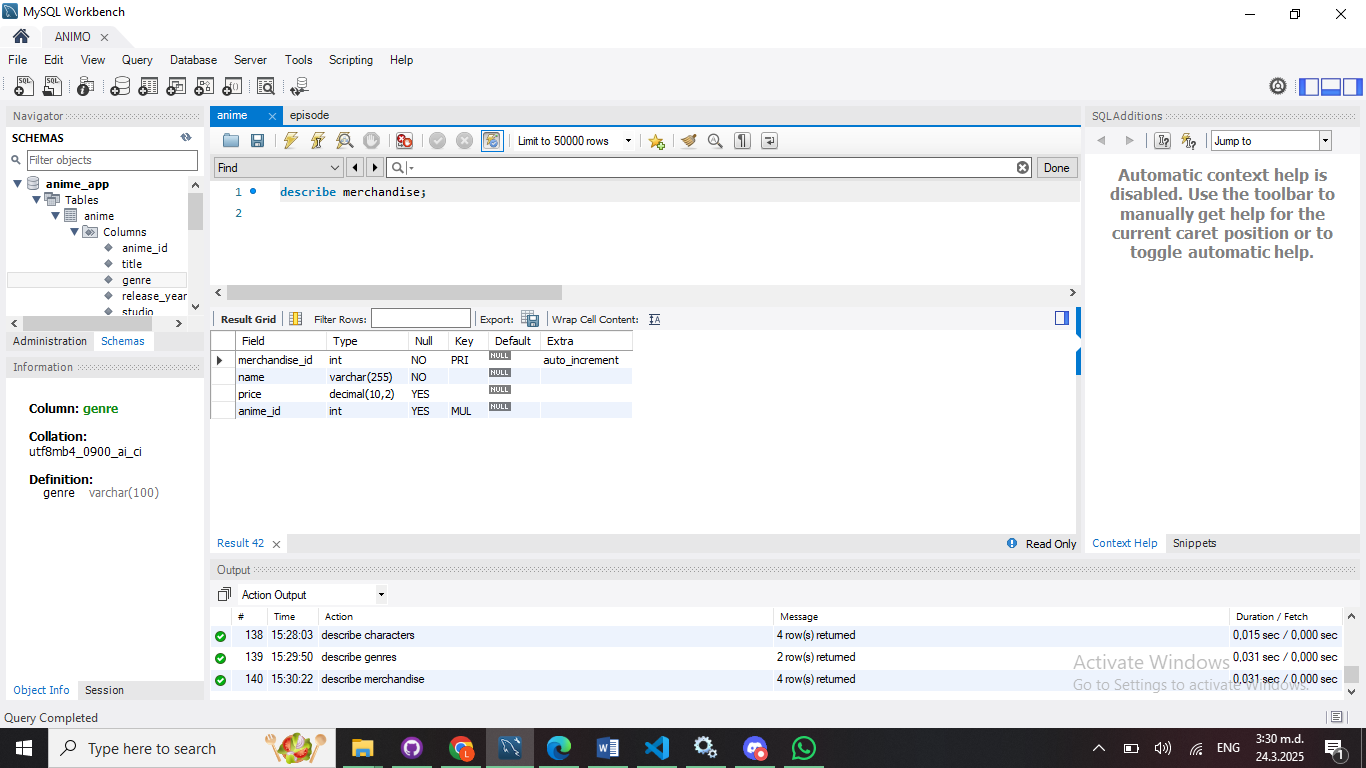 MySQL Workbench
ANIMO
File Edit View Query Database Server Tools Scripting Help
Navigator
SCHEMAS
Filter objects
anime_app
Tables
anime
Columns
anime_id
title
genre
release_year
studio
Administration Schemas
Information
Column: genre
Collation:
utf8mb4_0900_ai_ci
Definition:
genre varchar(100)
Object Info Session
anime episode
Limit to 50000 rows
Find Done
1 describe merchandise;
2
Result Grid Filter Rows: Export: Wrap Cell Content:
Field Type Null Key Default Extra
merchandise_id int NO PRI NULL auto_increment
name varchar(255) NO NULL
price decimal(10,2) YES NULL
anime_id int YES MUL NULL
Result 42 Read Only
SQLAdditions
Jump to
Automatic context help is
disabled. Use the toolbar to
manually get help for the
current caret position or to
toggle automatic help.
Context Help Snippets
Output
Action Output
# Time Action Message Duration / Fetch
138 15:28:03 describe characters 4 row(s) returned 0,015 sec / 0,000 sec
139 15:29:50 describe genres 2 row(s) returned 0,031 sec / 0,000 sec
140 15:30:22 describe merchandise 4 row(s) returned 0,031 sec / 0,000 sec
Activate Windows
Go to Settings to activate Windows.
Query Completed
Type here to search
ENG
3:30 m.d.
24.3.2025
1